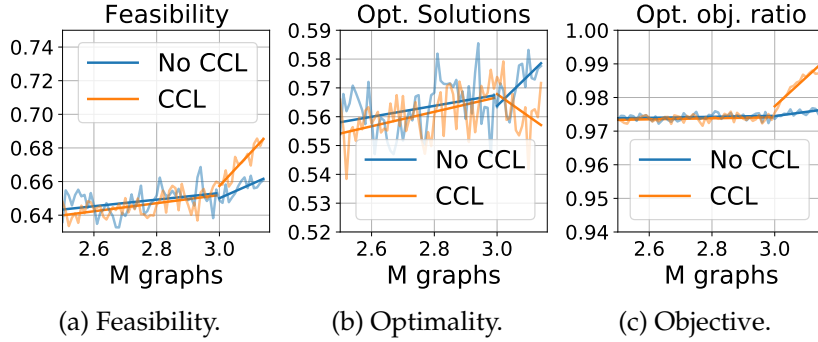 Feasibility
0.74
0.72
0.70
0.68
0.66
0.64
No CCL
CCL
2.6
2.8
3.0
M graphs
(a) Feasibility.
Opt. Solutions
0.58
0.57
0.56
0.55
0.54
0.53
0.52
No CCL
CCL
2.6
2.8
3.0
M graphs
(b) Optimality.
Opt. obj. ratio
1.00
0.99
0.98
0.97
0.96
0.95
0.94
No CCL
CCL
2.6
2.8
3.0
M graphs
(c) Objective.